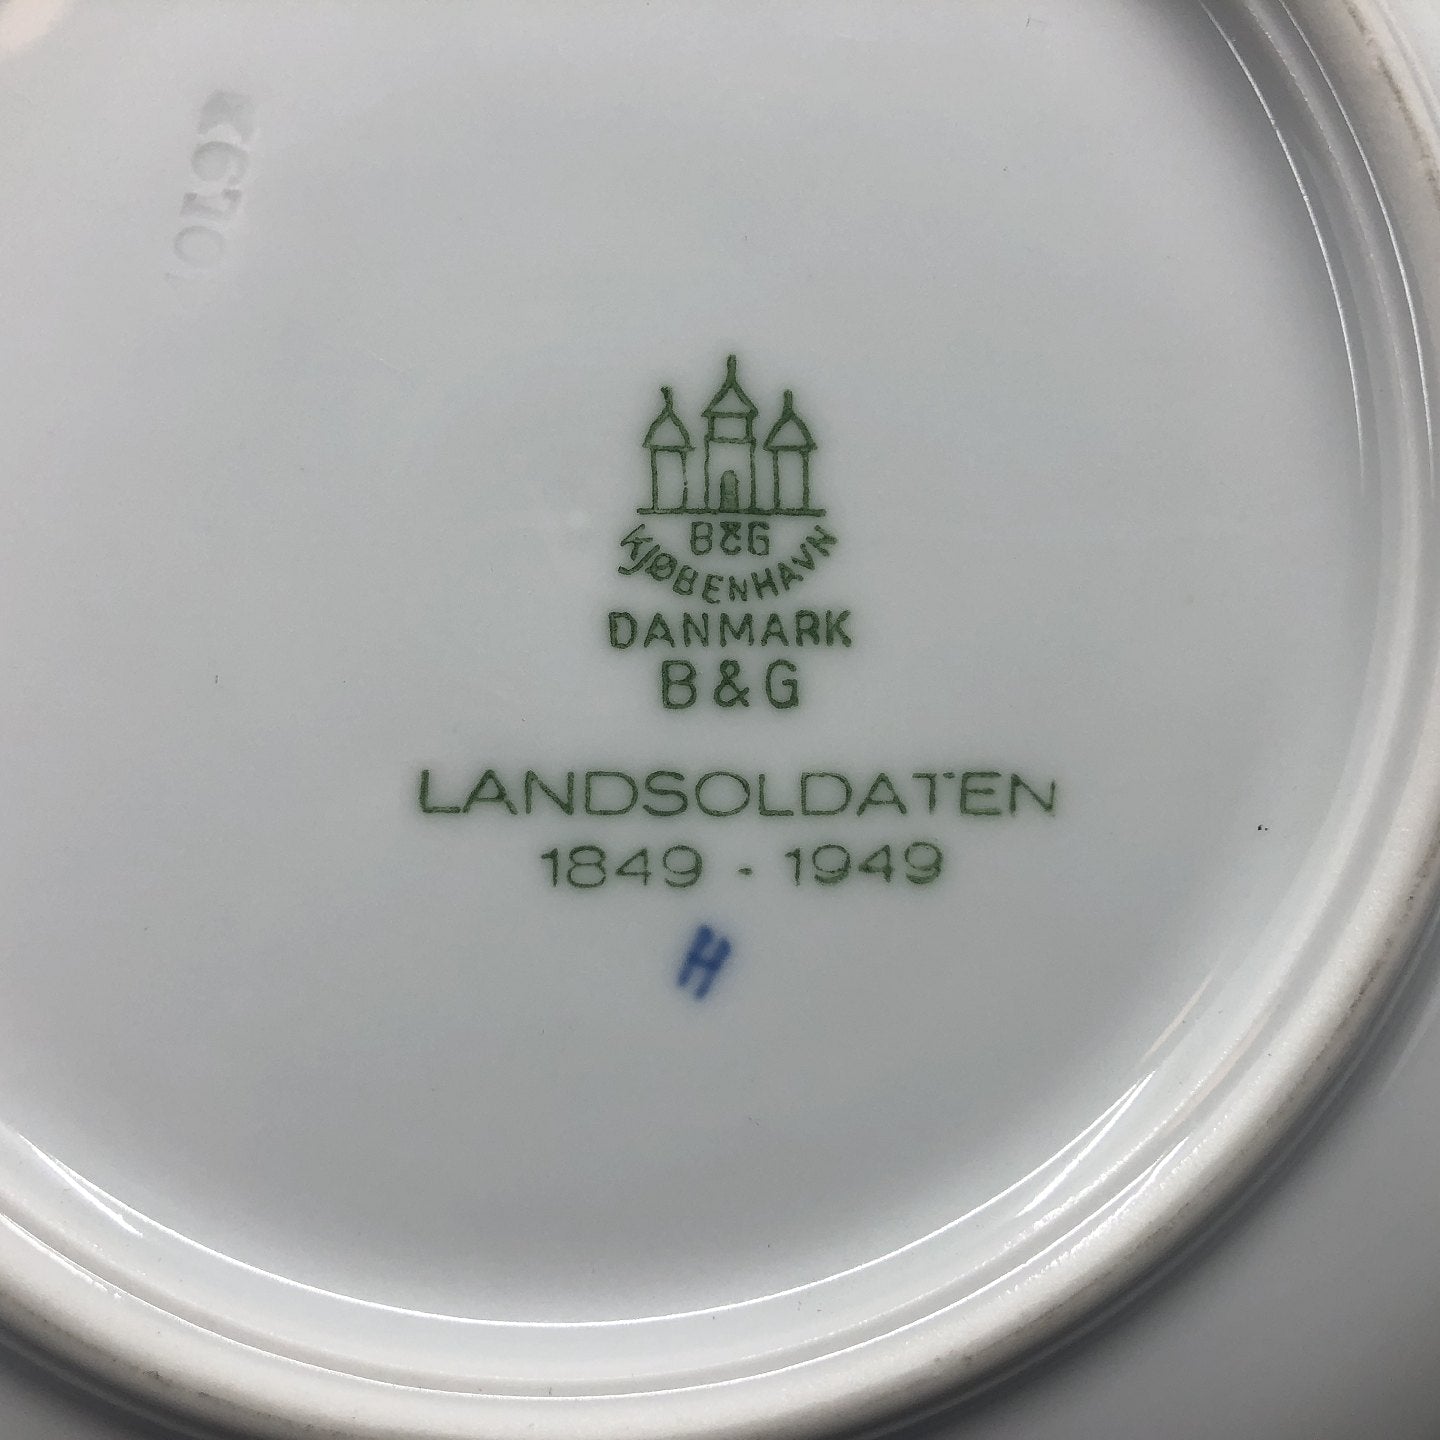 B&G
KJØBENHAVN
DANMARK
B & G
LANDSOLDATEN
1849 - 1949
H